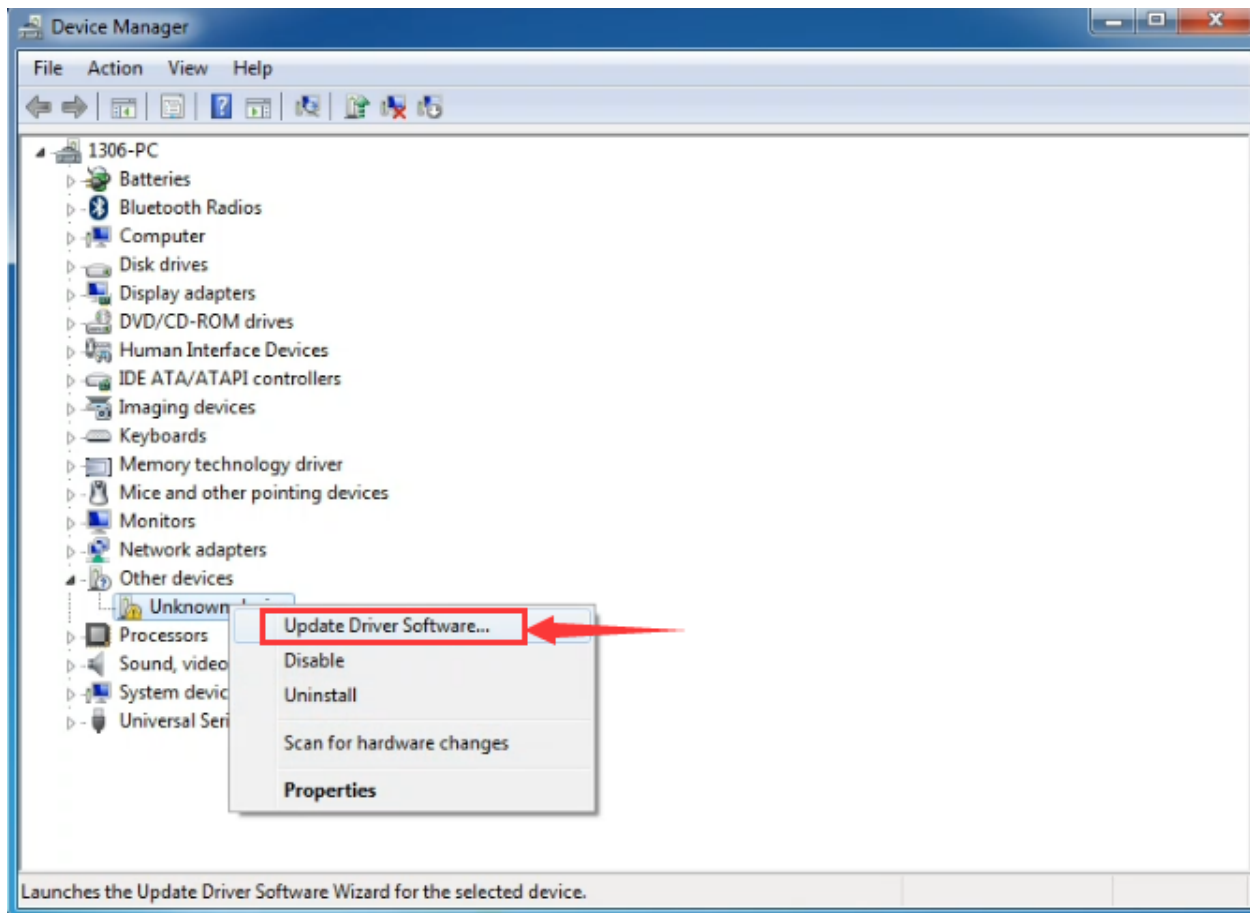 Device Manager
File Action View Help
1306-PC
Batteries
Bluetooth Radios
Computer
Disk drives
Display adapters
DVD/CD-ROM drives
Human Interface Devices
IDE ATA/ATAPI controllers
Imaging devices
Keyboards
Memory technology driver
Mice and other pointing devices
Monitors
Network adapters
Other devices
Unknown
Update Driver Software...
Processors
Sound, video
Disable
System devic
Uninstall
Universal Seri
Scan for hardware changes
Properties
Launches the Update Driver Software Wizard for the selected device.